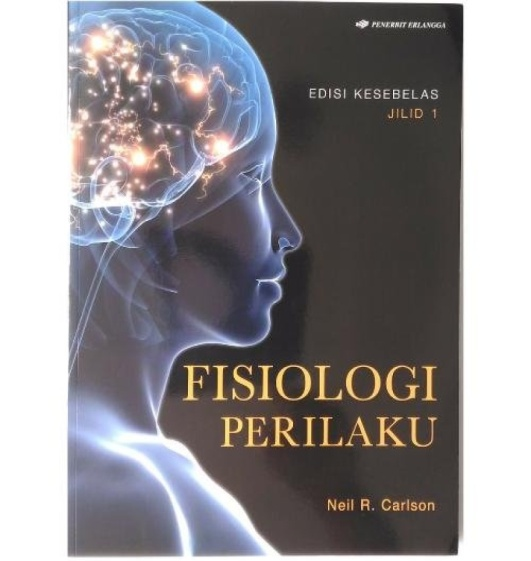 PENERBIT ERLANGGA
EDISI KESEBELAS
JILID 1
FISIOLOGI
PERILAKU
Neil R. Carlson